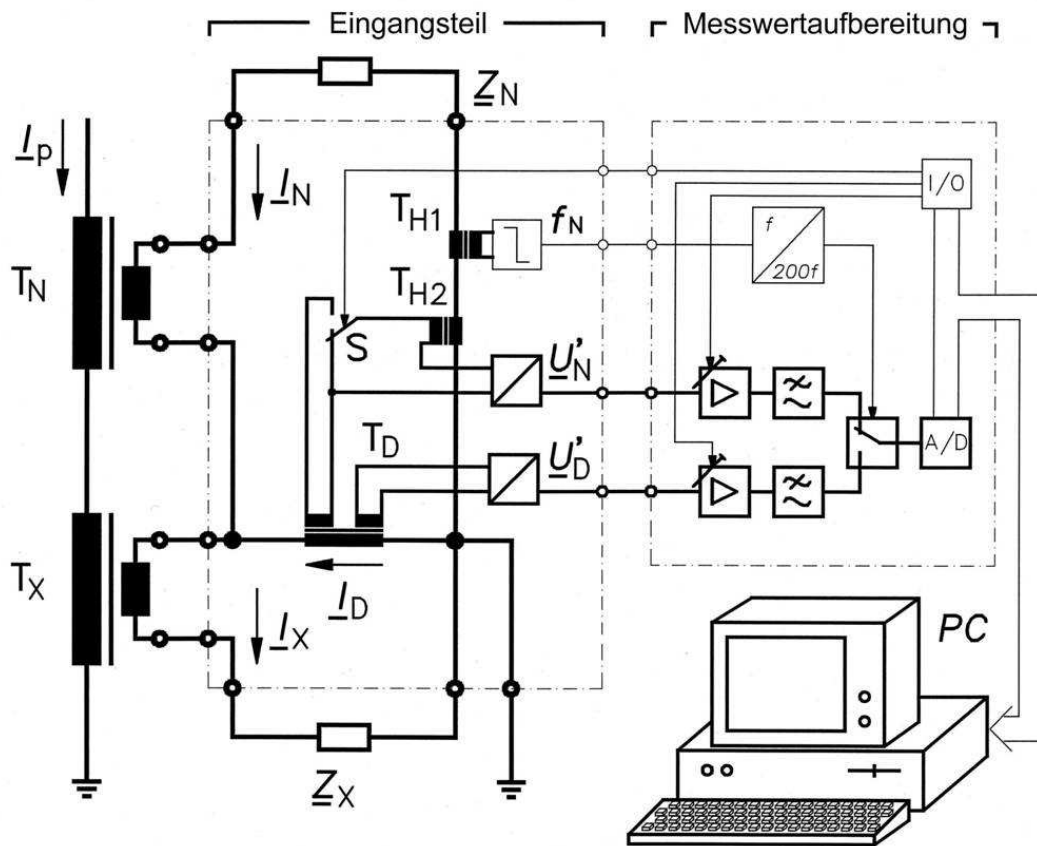 Eingangsteil
Messwertaufbereitung
Z_N
I_p
I_N
I/O
T_H1
f_N
f
200f
T_N
T_H2
S
U'_N
A/D
T_D
U'_D
T_X
I_D
I_X
PC
Z_X